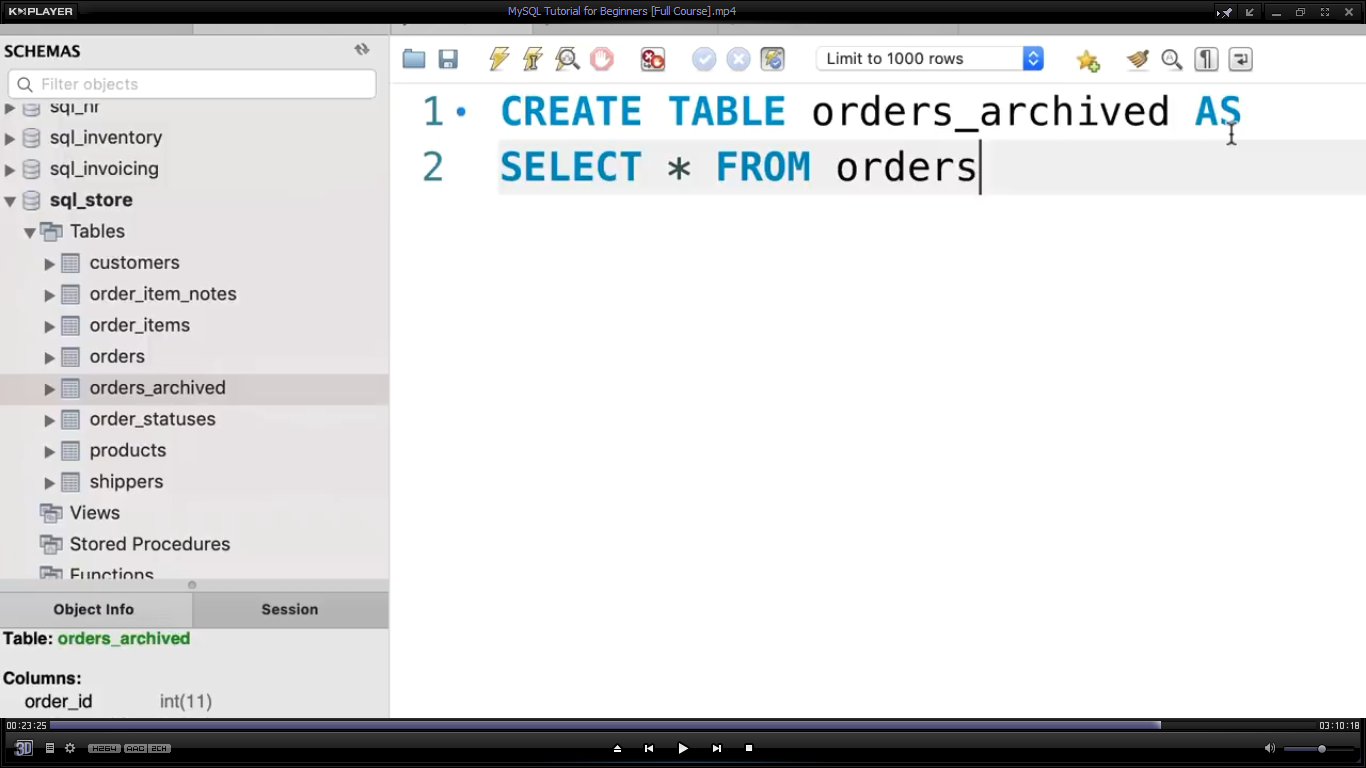 KMPLAYER
MySQL Tutorial for Beginners [Full Course].mp4
SCHEMAS
Filter objects
sql_hr
sql_inventory
sql_invoicing
sql_store
Tables
customers
order_item_notes
order_items
orders
orders_archived
order_statuses
products
shippers
Views
Stored Procedures
Functions
Object Info Session
Table: orders_archived
Columns:
order_id int(11)
Limit to 1000 rows
1 CREATE TABLE orders_archived AS
2 SELECT * FROM orders
00:23:25 03:10:18
3D H264 AAC 2CH